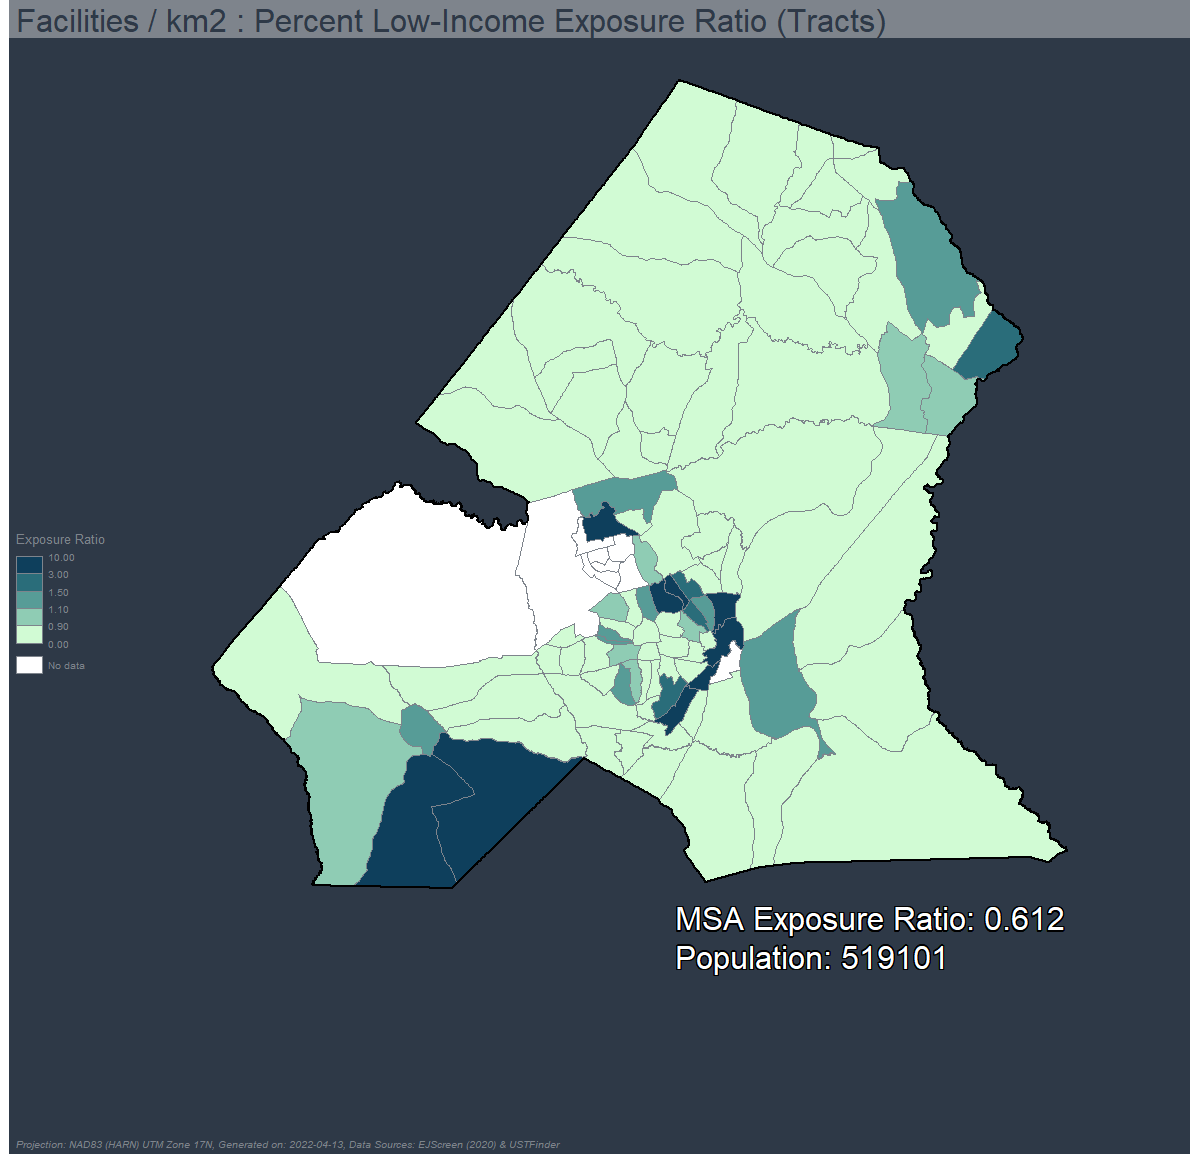 Facilities / km2 : Percent Low-Income Exposure Ratio (Tracts)
Exposure Ratio
10.00
3.00
1.50
1.10
0.90
0.00
No data
MSA Exposure Ratio: 0.612
Population: 519101
Projection: NAD83 (HARN) UTM Zone 17N, Generated on: 2022-04-13, Data Sources: EJScreen (2020) & USTFinder